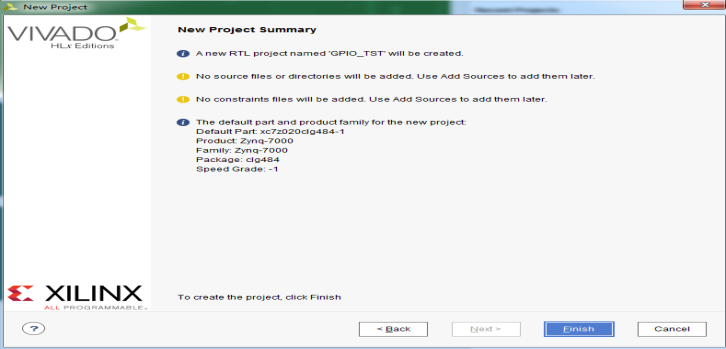 New Project
VIVADO
HLx Editions
New Project Summary
A new RTL project named 'GPIO_TST' will be created.
No source files or directories will be added. Use Add Sources to add them later.
No constraints files will be added. Use Add Sources to add them later.
The default part and product family for the new project:
Default Part: xc7z020clg484-1
Product: Zynq-7000
Family: Zynq-7000
Package: clg484
Speed Grade: -1
XILINX
ALL PROGRAMMABLE.
To create the project, click Finish
?
< Back
Next >
Finish
Cancel